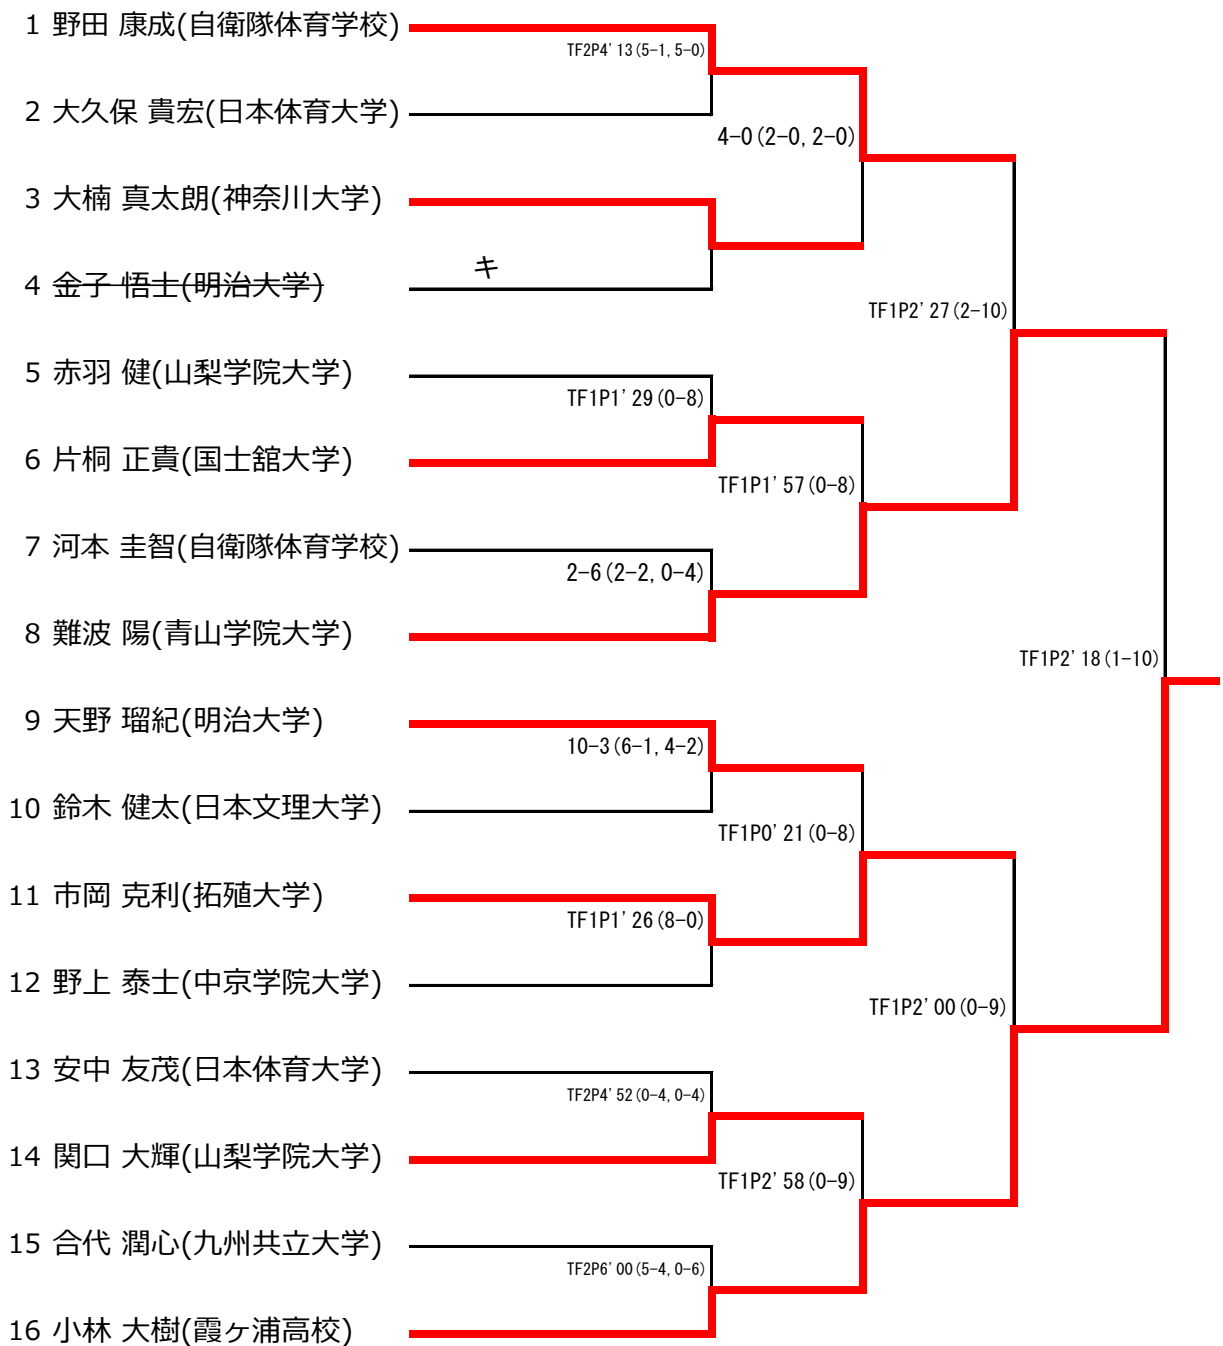 1 野田 康成(自衛隊体育学校)
TF2P4'13(5-1,5-0)
2 大久保 貴宏(日本体育大学)
4-0(2-0,2-0)
3 大楠 真太朗(神奈川大学)
キ
4 金子 悟士(明治大学)
TF1P2'27(2-10)
5 赤羽 健(山梨学院大学)
TF1P1'29(0-8)
6 片桐 正貴(国士舘大学)
TF1P1'57(0-8)
7 河本 圭智(自衛隊体育学校)
2-6(2-2,0-4)
8 難波 陽(青山学院大学)
TF1P2'18(1-10)
9 天野 瑠紀(明治大学)
10-3(6-1,4-2)
10 鈴木 健太(日本文理大学)
TF1P0'21(0-8)
11 市岡 克利(拓殖大学)
TF1P1'26(8-0)
12 野上 泰士(中京学院大学)
TF1P2'00(0-9)
13 安中 友茂(日本体育大学)
TF2P4'52(0-4,0-4)
14 関口 大輝(山梨学院大学)
TF1P2'58(0-9)
15 合代 潤心(九州共立大学)
TF2P6'00(5-4,0-6)
16 小林 大樹(霞ヶ浦高校)